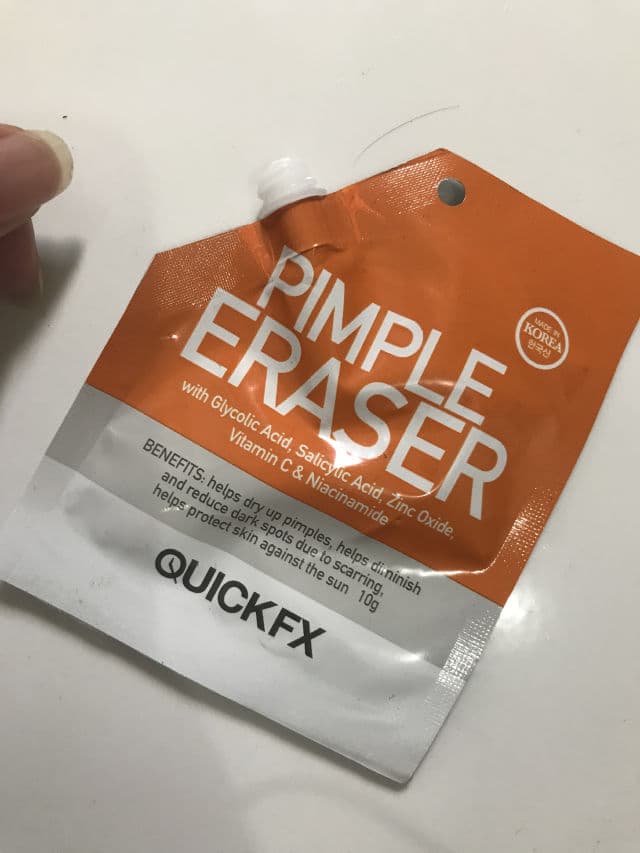 PIMPLE
ERASER
MADE IN
KOREA
한국산
with Glycolic Acid, Salicylic Acid, Zinc Oxide,
Vitamin C & Niacinamide
BENEFITS: helps dry up pimples, helps diminish
and reduce dark spots due to scarring,
helps protect skin against the sun 10g
QUICKFX